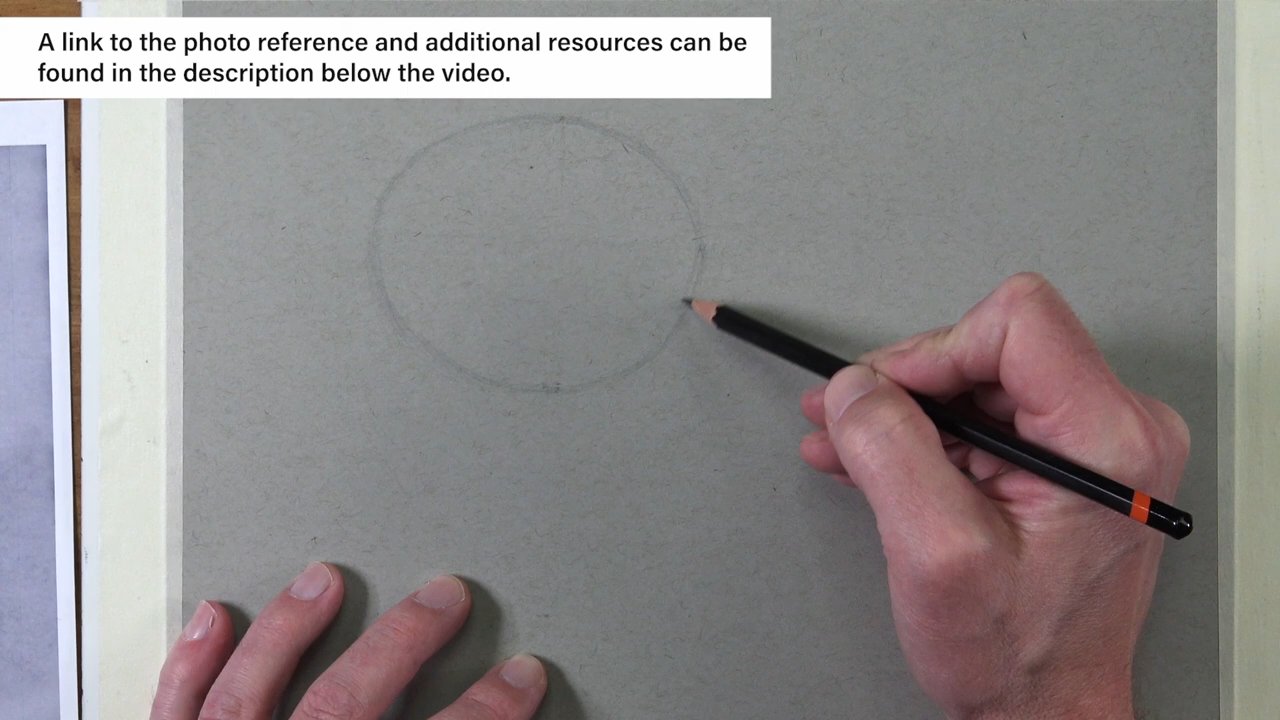 A link to the photo reference and additional resources can be
found in the description below the video.